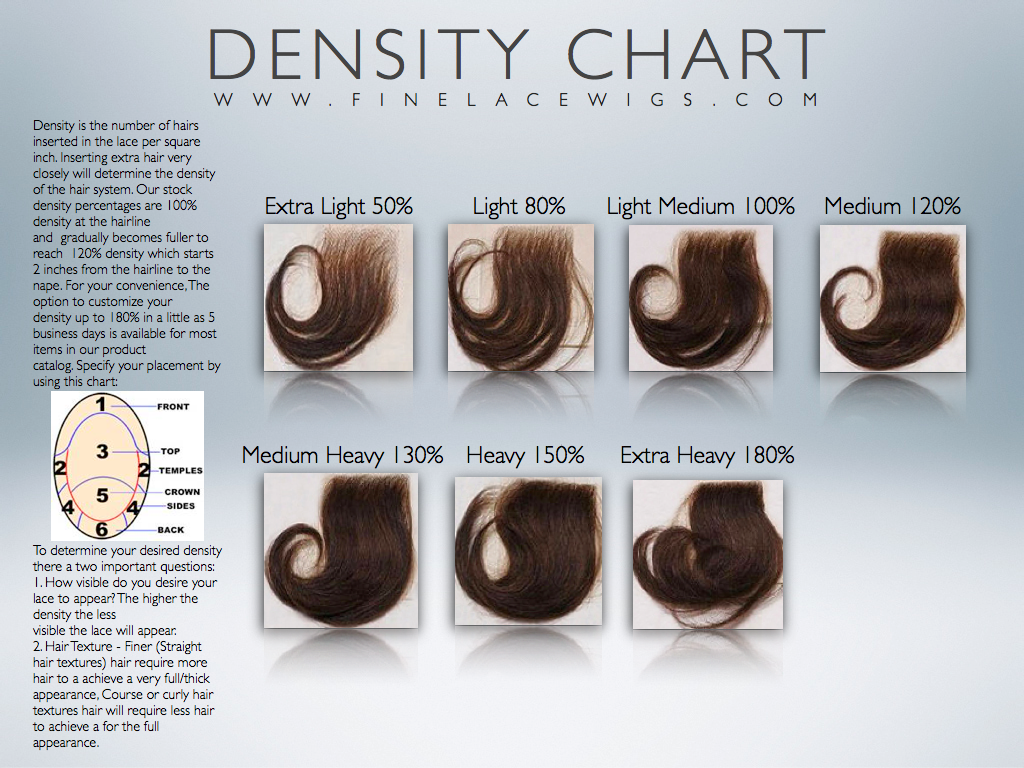 DENSITY CHART
WWW.FINELACEWIGS.COM
Density is the number of hairs
inserted in the lace per square
inch. Inserting extra hair very
closely will determine the density
of the hair system. Our stock
density percentages are 100%
density at the hairline
and gradually becomes fuller to
reach 120% density which starts
2 inches from the hairline to the
nape. For your convenience, The
option to customize your
density up to 180% in a little as 5
business days is available for most
items in our product
catalog. Specify your placement by
using this chart:
1 FRONT
3 TOP
2 2 TEMPLES
5 CROWN
4 4 SIDES
6 BACK
To determine your desired density
there a two important questions:
1. How visible do you desire your
lace to appear? The higher the
density the less
visible the lace will appear.
2. Hair Texture - Finer (Straight
hair textures) hair require more
hair to a achieve a very full/thick
appearance, Course or curly hair
textures hair will require less hair
to achieve a for the full
appearance.
Extra Light 50% Light 80% Light Medium 100% Medium 120%
Medium Heavy 130% Heavy 150% Extra Heavy 180%